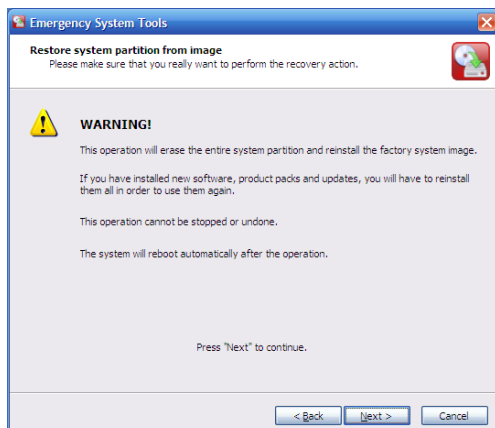 Emergency System Tools
Restore system partition from image
Please make sure that you really want to perform the recovery action.
WARNING!
This operation will erase the entire system partition and reinstall the factory system image.
If you have installed new software, product packs and updates, you will have to reinstall
them all in order to use them again.
This operation cannot be stopped or undone.
The system will reboot automatically after the operation.
Press "Next" to continue.
< Back Next > Cancel